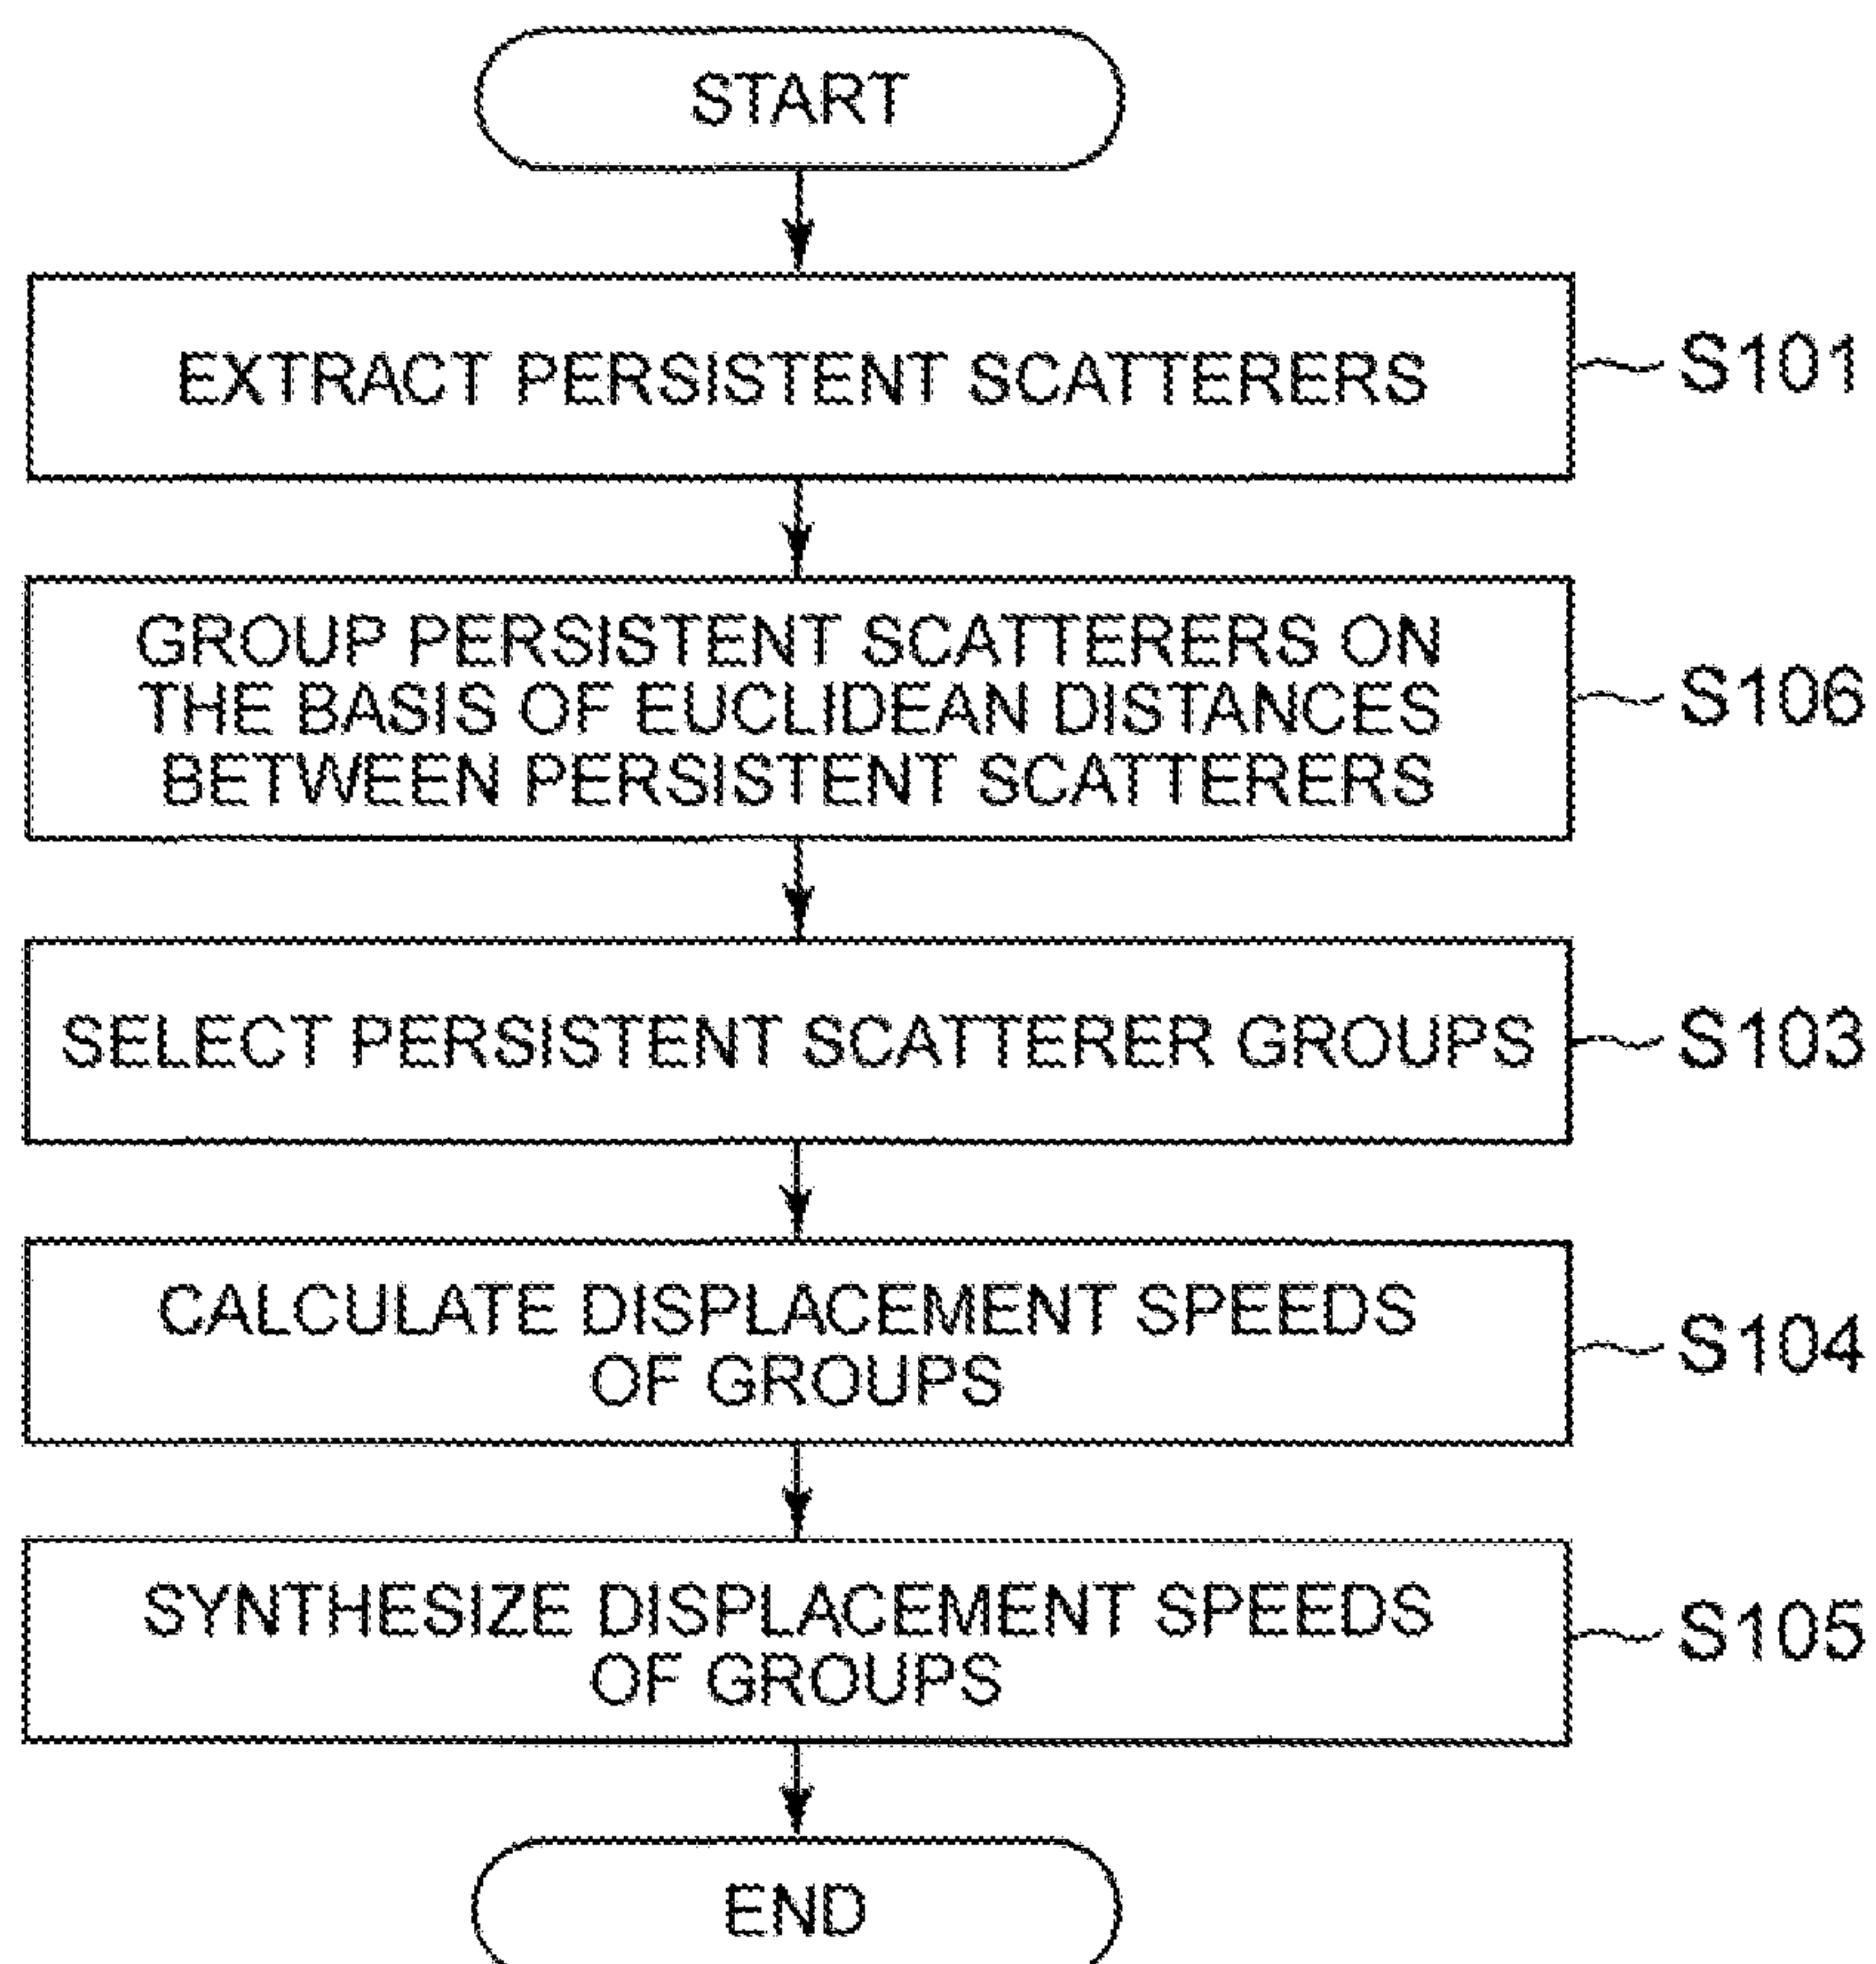 START
EXTRACT PERSISTENT SCATTERERS
S101
GROUP PERSISTENT SCATTERERS ON
THE BASIS OF EUCLIDEAN DISTANCES
BETWEEN PERSISTENT SCATTERERS
S106
SELECT PERSISTENT SCATTERER GROUPS
S103
CALCULATE DISPLACEMENT SPEEDS
OF GROUPS
S104
SYNTHESIZE DISPLACEMENT SPEEDS
OF GROUPS
S105
END